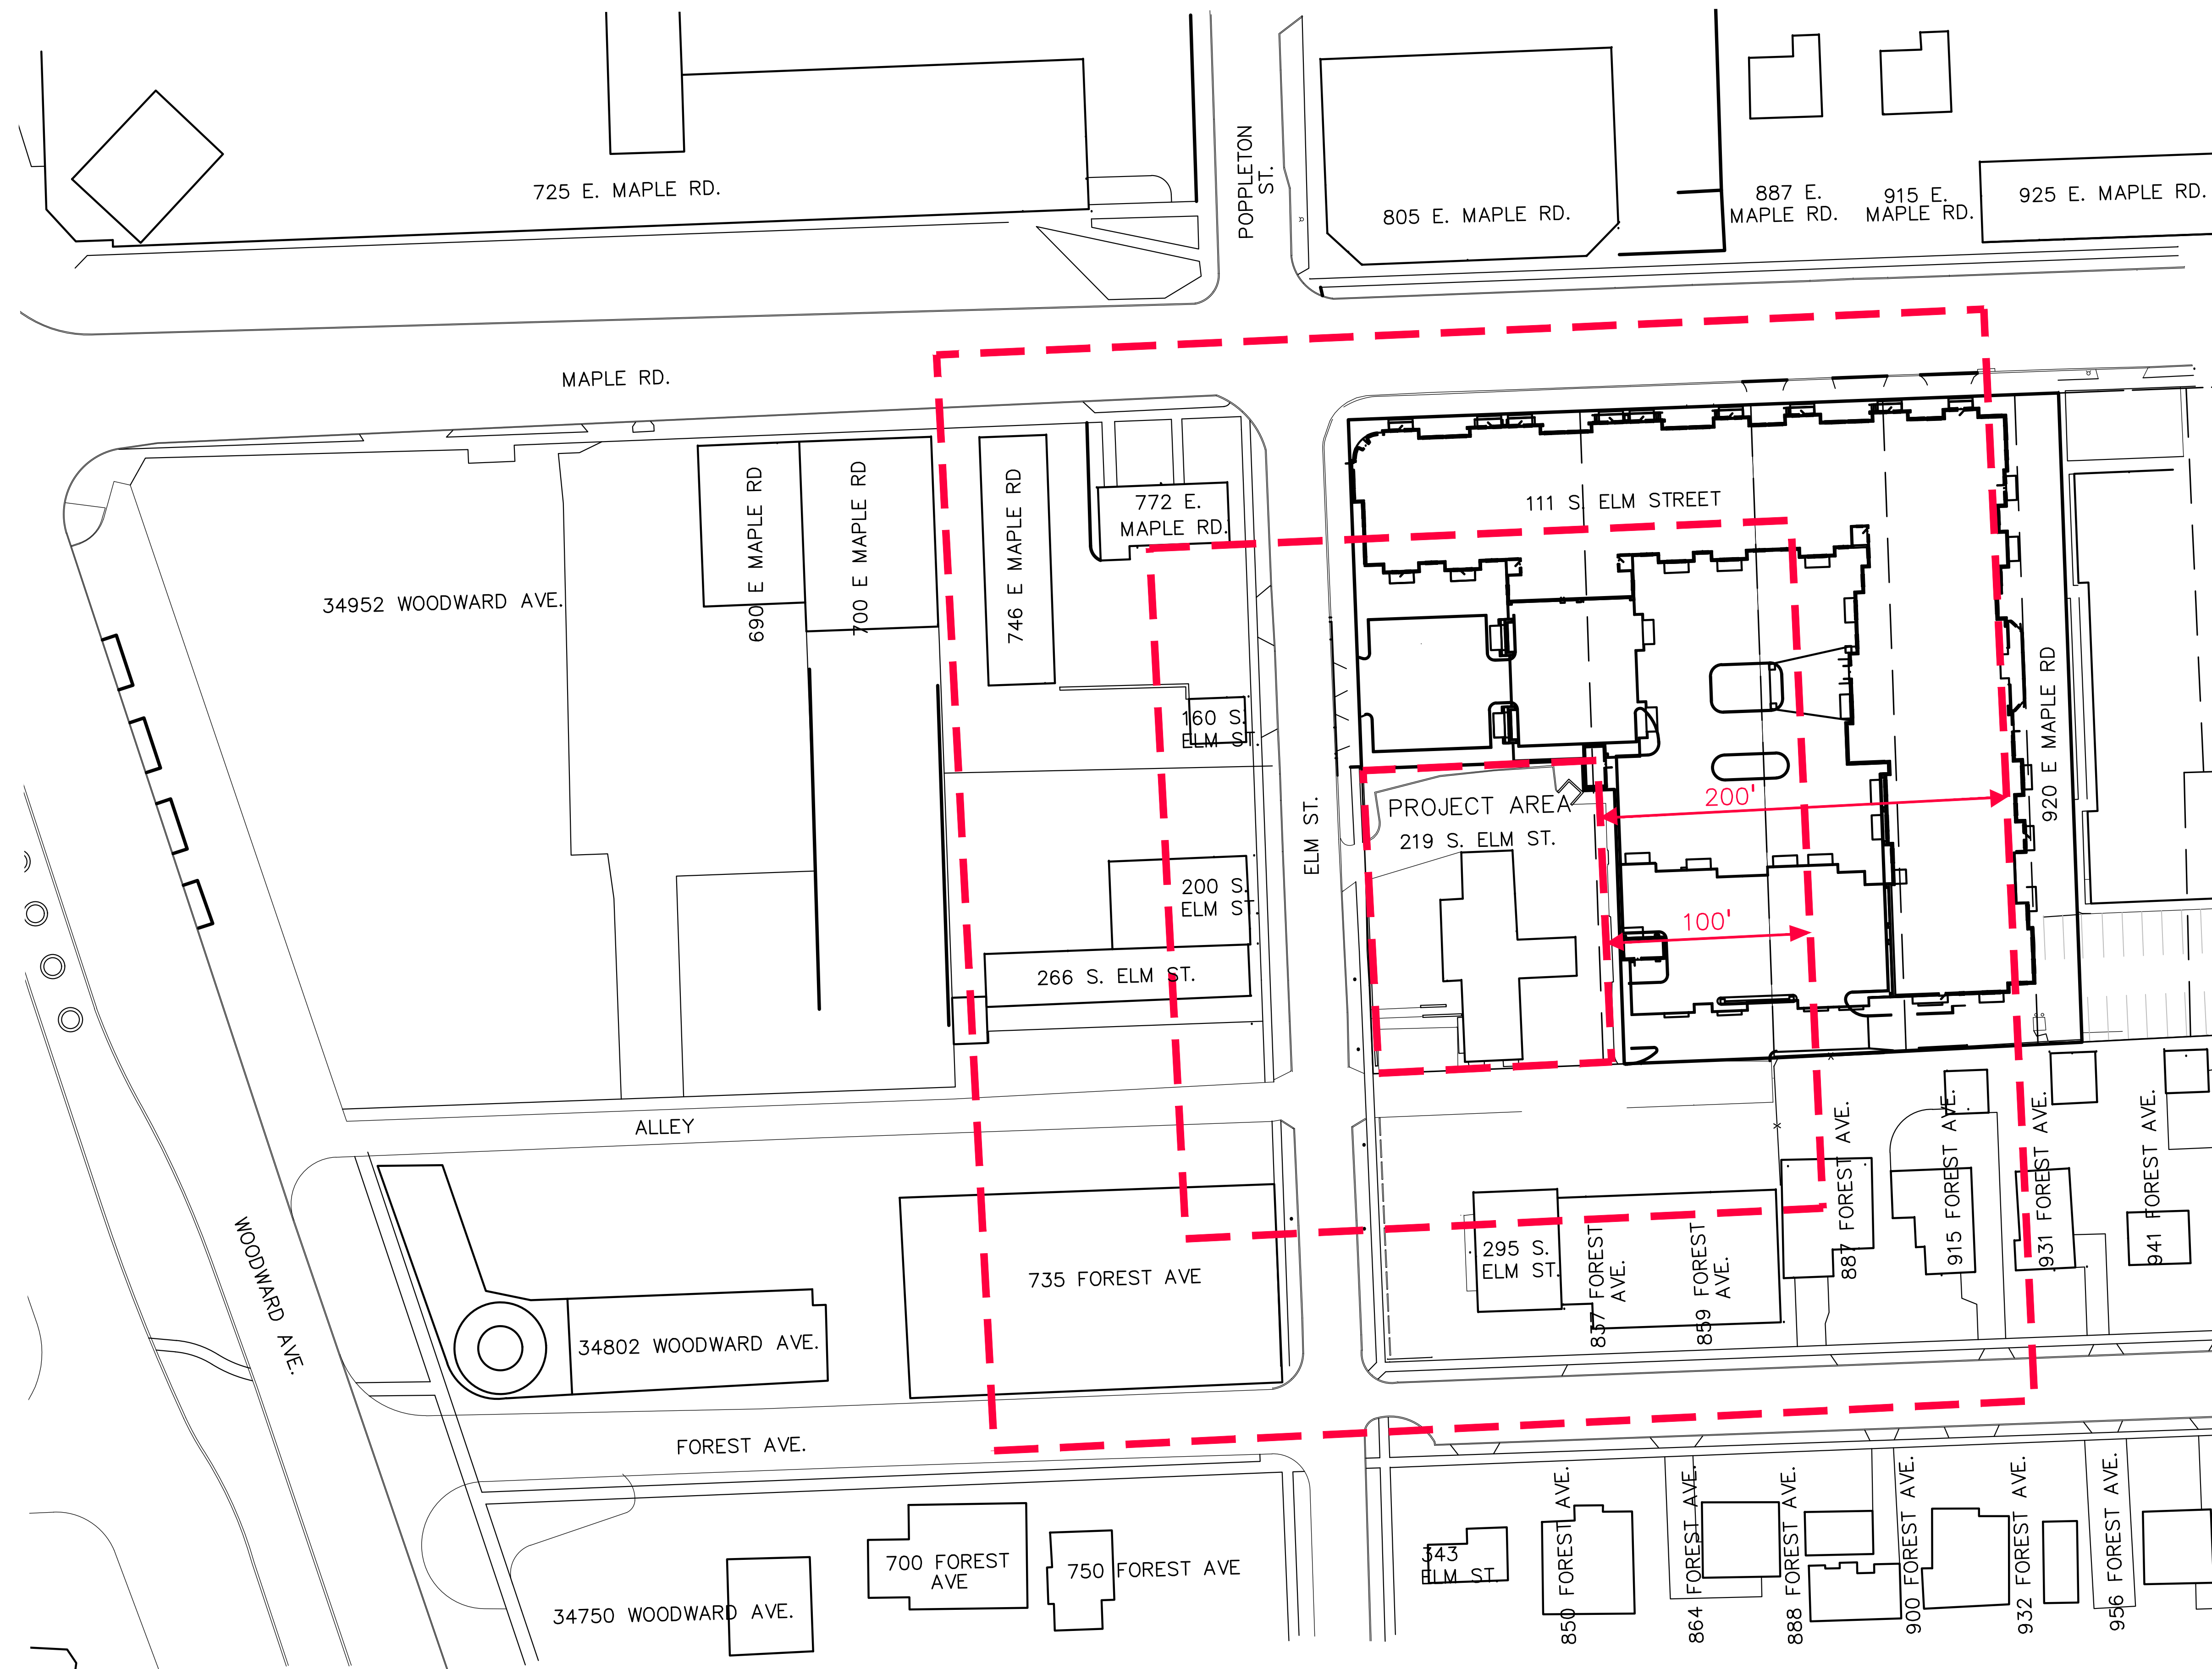 POPPLETON
ST.
725 E. MAPLE RD.
805 E. MAPLE RD.
887 E.
MAPLE RD.
915 E.
MAPLE RD.
925 E. MAPLE RD.
MAPLE RD.
690 E MAPLE RD
700 E MAPLE RD
746 E MAPLE RD
772 E.
MAPLE RD.
111 S. ELM STREET
34952 WOODWARD AVE.
160 S.
ELM ST.
920 E MAPLE RD
ELM ST.
PROJECT AREA
219 S. ELM ST.
200'
100'
200 S.
ELM ST.
266 S. ELM ST.
ALLEY
WOODWARD AVE.
735 FOREST AVE
34802 WOODWARD AVE.
295 S.
ELM ST.
837 FOREST
AVE.
859 FOREST
AVE.
887 FOREST AVE.
915 FOREST AVE.
931 FOREST AVE.
941 FOREST AVE.
FOREST AVE.
700 FOREST
AVE
750 FOREST AVE
34750 WOODWARD AVE.
343
ELM ST.
850 FOREST AVE.
864 FOREST AVE.
888 FOREST AVE.
900 FOREST AVE.
932 FOREST AVE.
956 FOREST AVE.